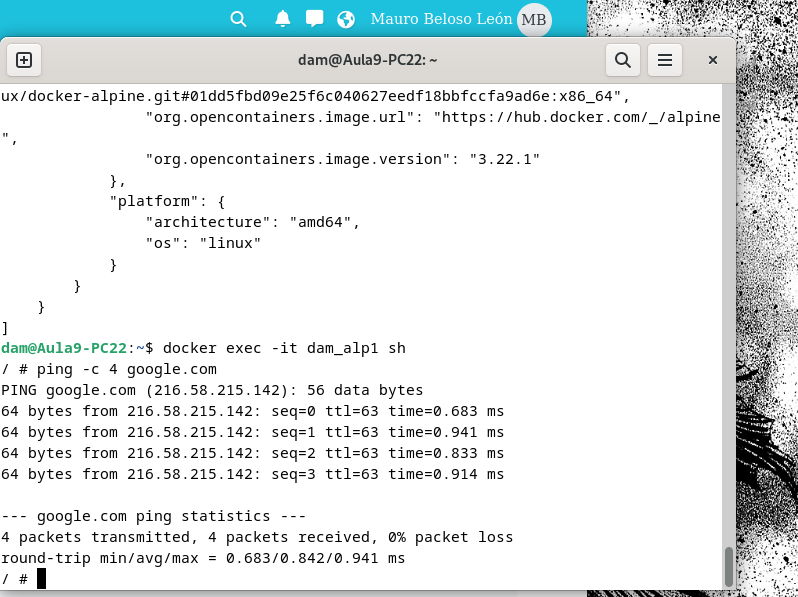 Mauro Beloso León MB
dam@Aula9-PC22: ~
ux/docker-alpine.git#01dd5fbd09e25f6c040627eedf18bbfccfa9ad6e:x86_64",
"org.opencontainers.image.url": "https://hub.docker.com/_/alpine
",
"org.opencontainers.image.version": "3.22.1"
},
"platform": {
"architecture": "amd64",
"os": "linux"
}
}
}
]
dam@Aula9-PC22:~$ docker exec -it dam_alp1 sh
/ # ping -c 4 google.com
PING google.com (216.58.215.142): 56 data bytes
64 bytes from 216.58.215.142: seq=0 ttl=63 time=0.683 ms
64 bytes from 216.58.215.142: seq=1 ttl=63 time=0.941 ms
64 bytes from 216.58.215.142: seq=2 ttl=63 time=0.833 ms
64 bytes from 216.58.215.142: seq=3 ttl=63 time=0.914 ms
--- google.com ping statistics ---
4 packets transmitted, 4 packets received, 0% packet loss
round-trip min/avg/max = 0.683/0.842/0.941 ms
/ #